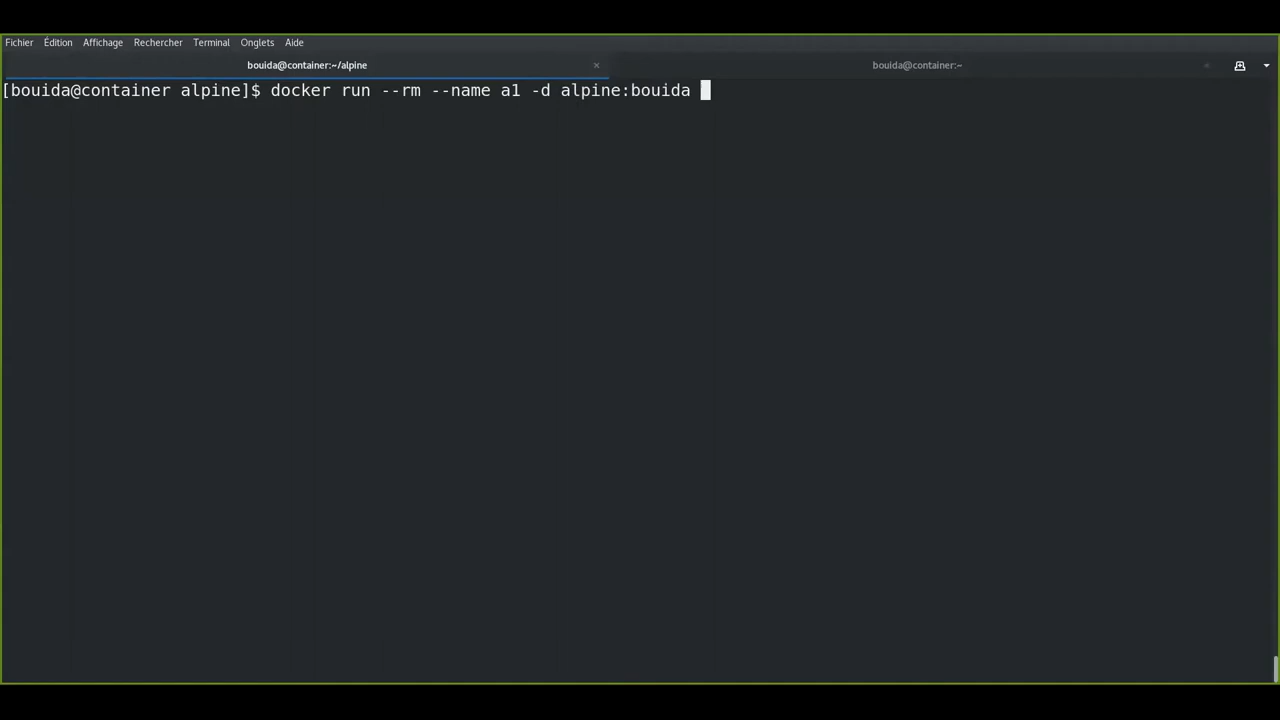 Fichier Édition Affichage Rechercher Terminal Onglets Aide
bouida@container:~/alpine × bouida@container:~
[bouida@container alpine]$ docker run --rm --name a1 -d alpine:bouida